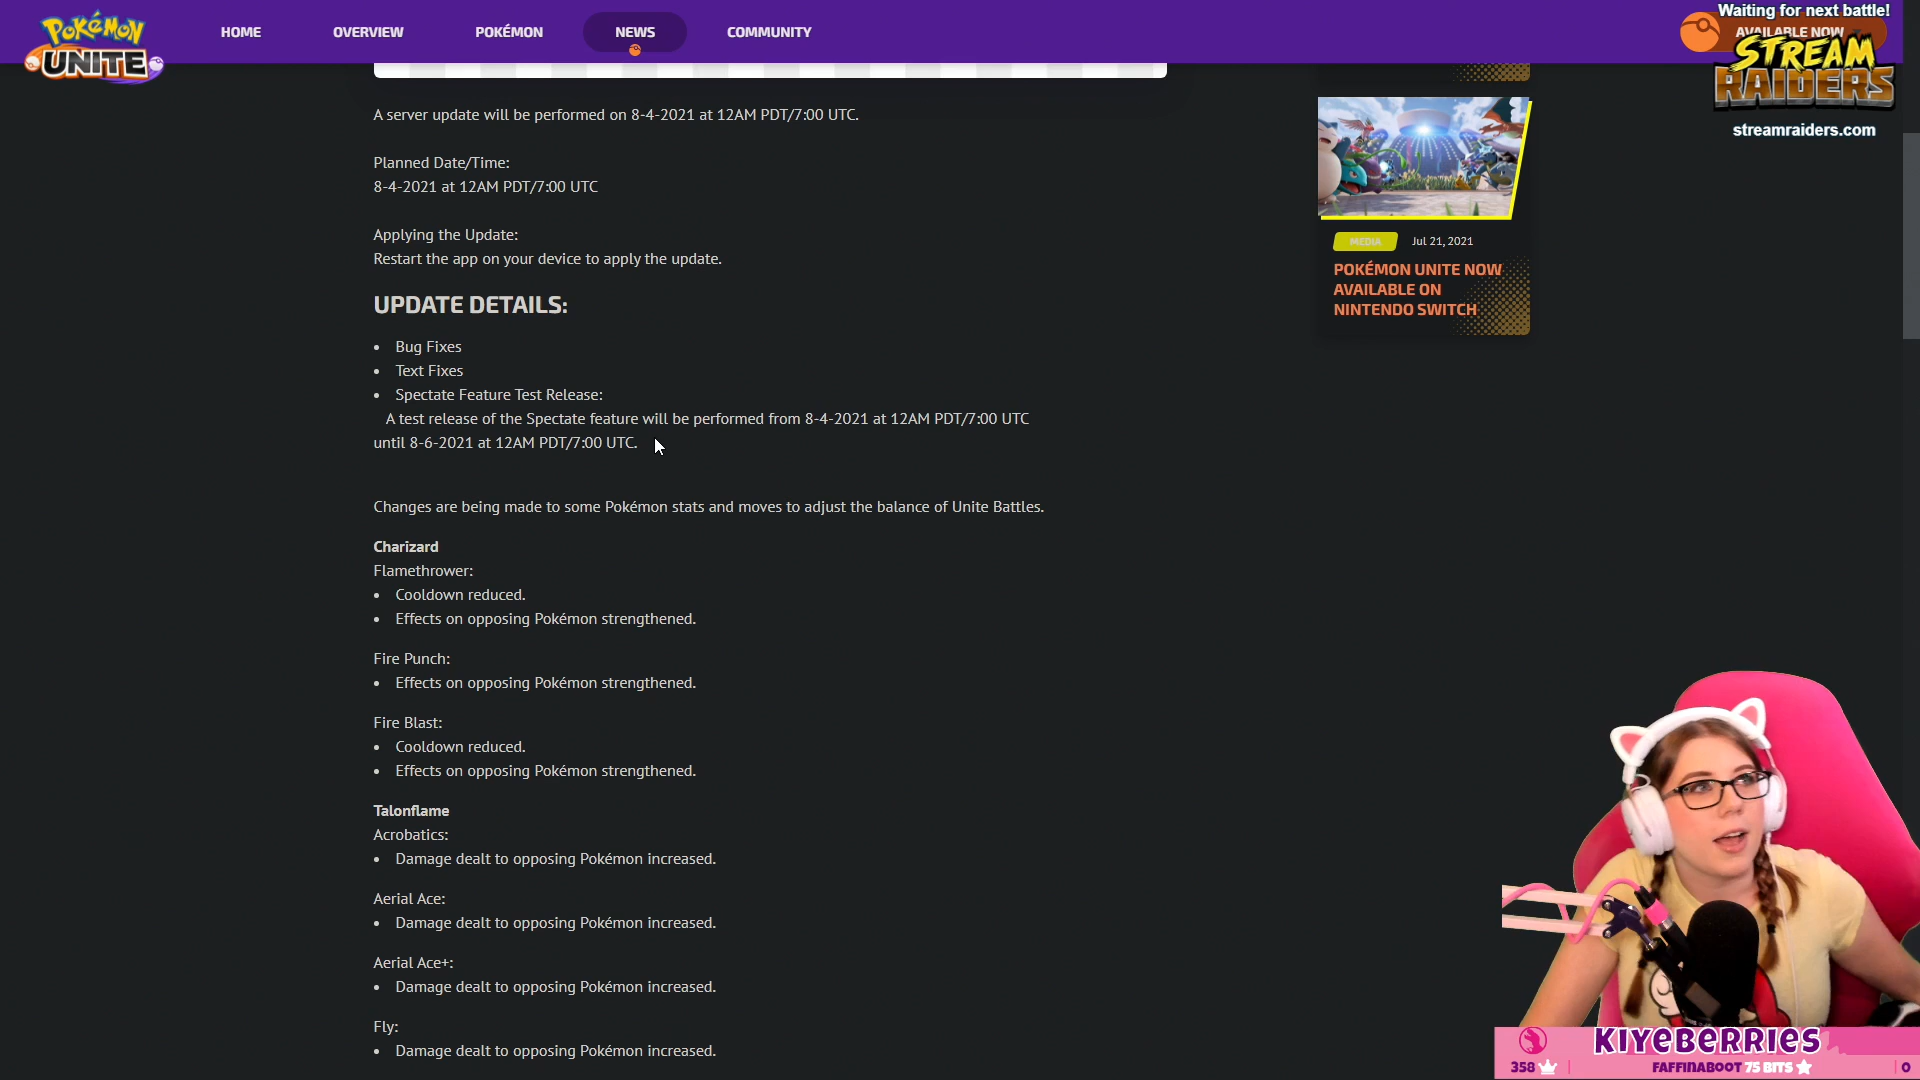 Pokémon
UNITE
HOME
OVERVIEW
POKÉMON
NEWS
COMMUNITY
Waiting for next battle!
AVAILABLE NOW
STREAM
RAIDERS
streamraiders.com
A server update will be performed on 8-4-2021 at 12AM PDT/7:00 UTC.
Planned Date/Time:
8-4-2021 at 12AM PDT/7:00 UTC
Applying the Update:
Restart the app on your device to apply the update.
UPDATE DETAILS:
• Bug Fixes
• Text Fixes
• Spectate Feature Test Release:
A test release of the Spectate feature will be performed from 8-4-2021 at 12AM PDT/7:00 UTC
until 8-6-2021 at 12AM PDT/7:00 UTC.
Changes are being made to some Pokémon stats and moves to adjust the balance of Unite Battles.
Charizard
Flamethrower:
• Cooldown reduced.
• Effects on opposing Pokémon strengthened.
Fire Punch:
• Effects on opposing Pokémon strengthened.
Fire Blast:
• Cooldown reduced.
• Effects on opposing Pokémon strengthened.
Talonflame
Acrobatics:
• Damage dealt to opposing Pokémon increased.
Aerial Ace:
• Damage dealt to opposing Pokémon increased.
Aerial Ace+:
• Damage dealt to opposing Pokémon increased.
Fly:
• Damage dealt to opposing Pokémon increased.
MEDIA
Jul 21, 2021
POKÉMON UNITE NOW
AVAILABLE ON
NINTENDO SWITCH
KIYEBERRIES
358
FAFFINABOOT 75 BITS
0